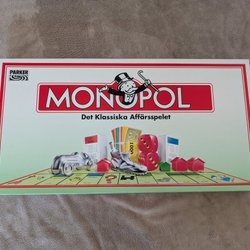 PARKER
MONOPOL
Det Klassiska Affärsspelet